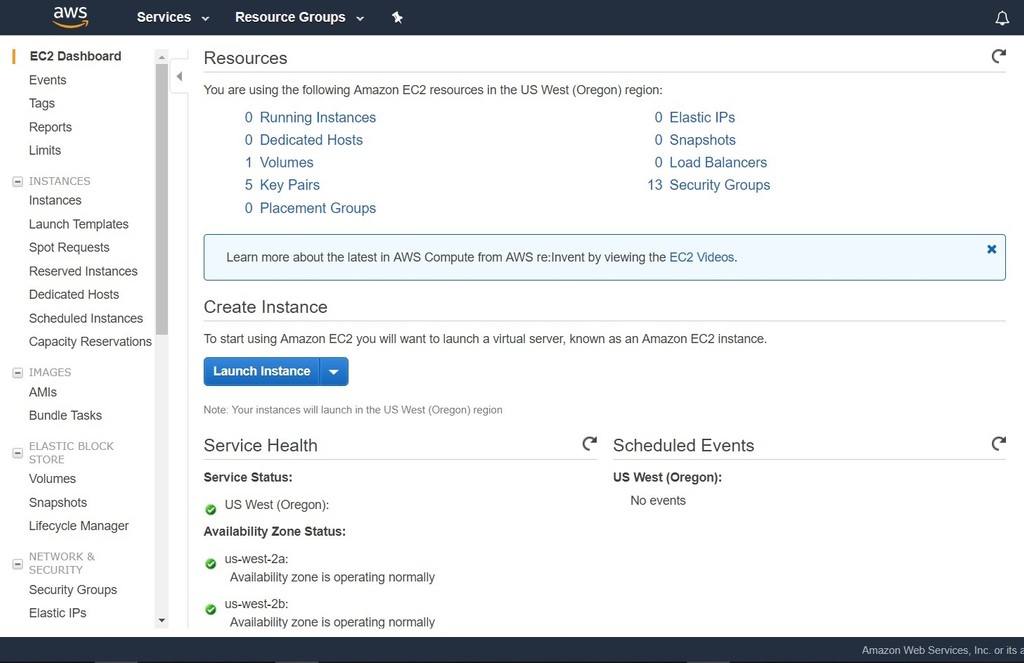 aws
Services
Resource Groups
EC2 Dashboard
Events
Tags
Reports
Limits
INSTANCES
Instances
Launch Templates
Spot Requests
Reserved Instances
Dedicated Hosts
Scheduled Instances
Capacity Reservations
IMAGES
AMIs
Bundle Tasks
ELASTIC BLOCK
STORE
Volumes
Snapshots
Lifecycle Manager
NETWORK &
SECURITY
Security Groups
Elastic IPs
Resources
You are using the following Amazon EC2 resources in the US West (Oregon) region:
0 Running Instances
0 Dedicated Hosts
1 Volumes
5 Key Pairs
0 Placement Groups
0 Elastic IPs
0 Snapshots
0 Load Balancers
13 Security Groups
Learn more about the latest in AWS Compute from AWS re:Invent by viewing the EC2 Videos.
Create Instance
To start using Amazon EC2 you will want to launch a virtual server, known as an Amazon EC2 instance.
Launch Instance
Note: Your instances will launch in the US West (Oregon) region
Service Health
Service Status:
US West (Oregon):
Availability Zone Status:
us-west-2a:
Availability zone is operating normally
us-west-2b:
Availability zone is operating normally
Scheduled Events
US West (Oregon):
No events
Amazon Web Services, Inc. or its a